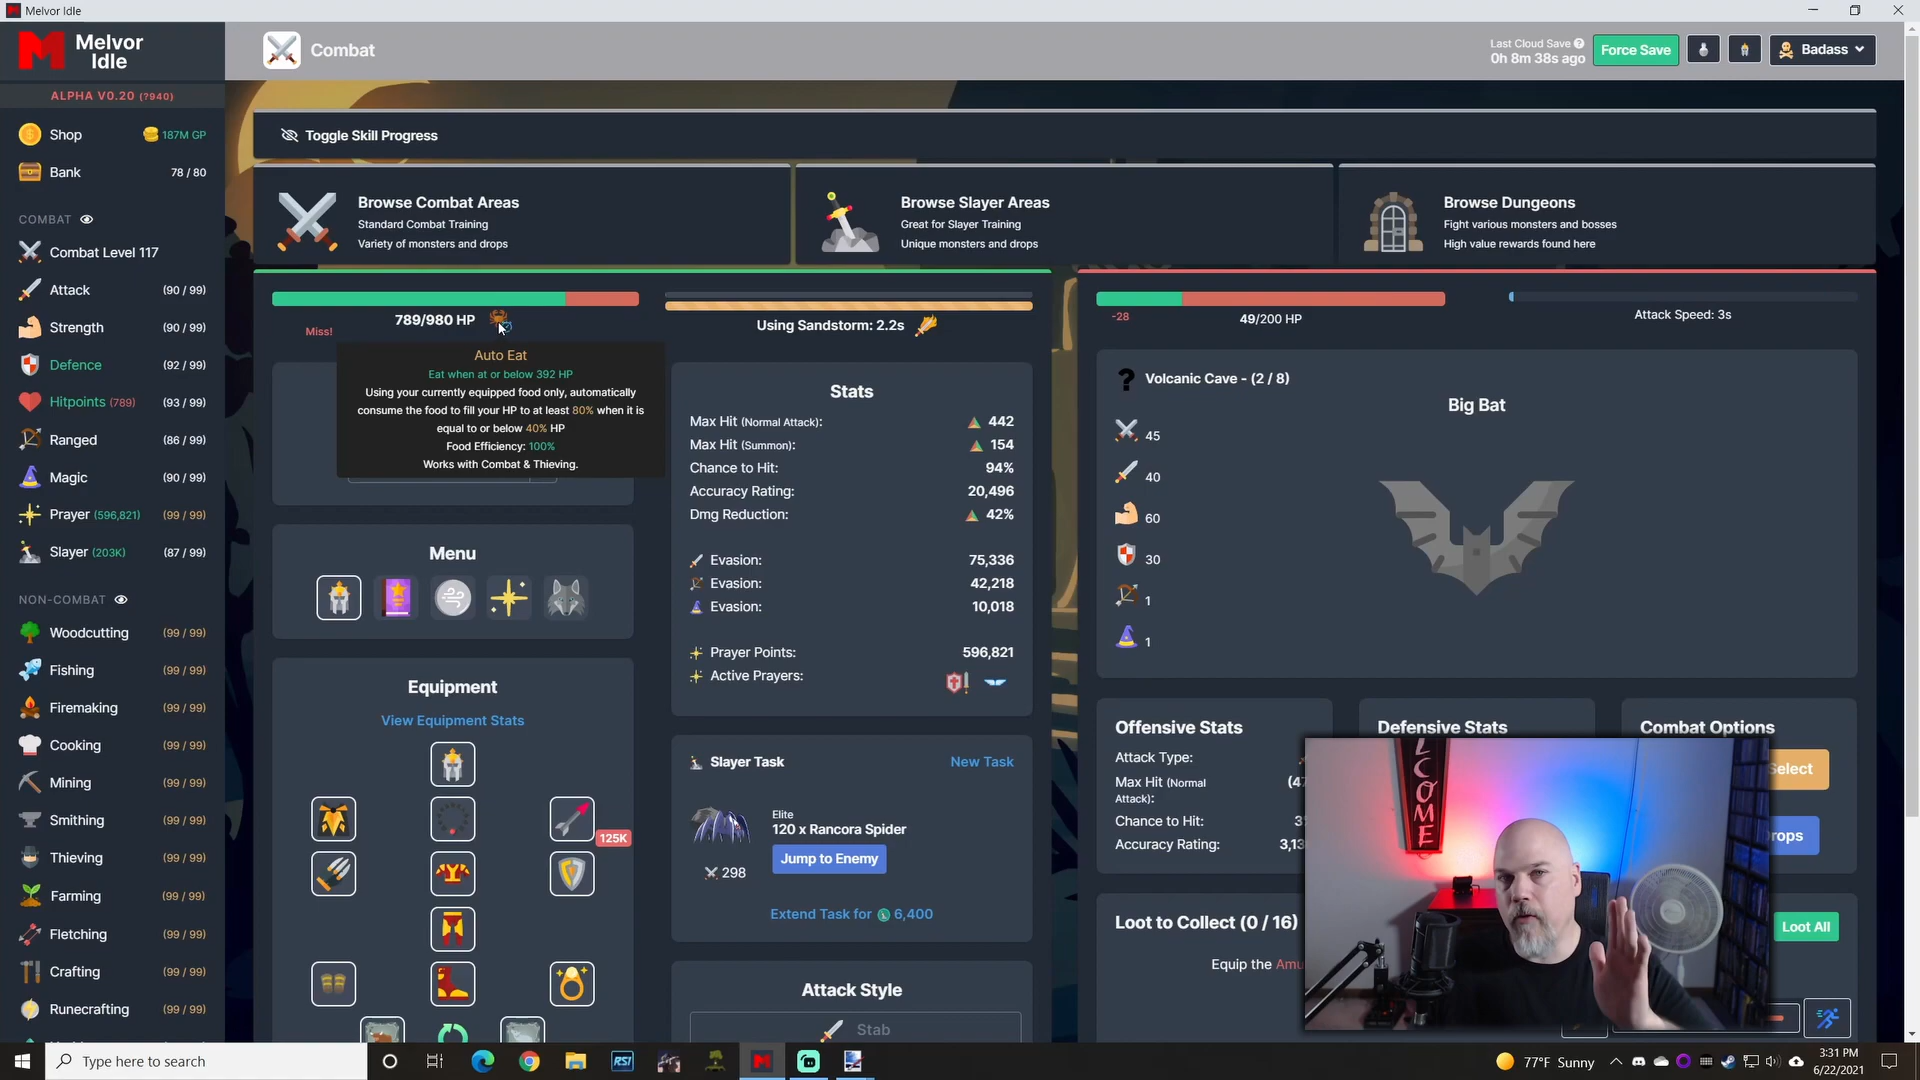 Melvor Idle
Melvor
Idle
ALPHA V0.20 (?940)
Shop 187M GP
Bank 78 / 80
COMBAT
Combat Level 117
Attack (90 / 99)
Strength (90 / 99)
Defence (92 / 99)
Hitpoints (789) (93 / 99)
Ranged (86 / 99)
Magic (90 / 99)
Prayer (596,821) (99 / 99)
Slayer (203K) (87 / 99)
NON-COMBAT
Woodcutting (99 / 99)
Fishing (99 / 99)
Firemaking (99 / 99)
Cooking (99 / 99)
Mining (99 / 99)
Smithing (99 / 99)
Thieving (99 / 99)
Farming (99 / 99)
Fletching (99 / 99)
Crafting (99 / 99)
Runecrafting (99 / 99)
Combat
Last Cloud Save
0h 8m 38s ago
Force Save
Badass
Toggle Skill Progress
Browse Combat Areas
Standard Combat Training
Variety of monsters and drops
Browse Slayer Areas
Great for Slayer Training
Unique monsters and drops
Browse Dungeons
Fight various monsters and bosses
High value rewards found here
789/980 HP
Miss!
Using Sandstorm: 2.2s
Auto Eat
Eat when at or below 392 HP
Using your currently equipped food only, automatically
consume the food to fill your HP to at least 80% when it is
equal to or below 40% HP
Food Efficiency: 100%
Works with Combat & Thieving.
Menu
Equipment
View Equipment Stats
125K
Stats
Max Hit (Normal Attack): 442
Max Hit (Summon): 154
Chance to Hit: 94%
Accuracy Rating: 20,496
Dmg Reduction: 42%
Evasion: 75,336
Evasion: 42,218
Evasion: 10,018
Prayer Points: 596,821
Active Prayers:
Slayer Task New Task
Elite
120 x Rancora Spider
Jump to Enemy
298
Extend Task for 6,400
Attack Style
Stab
-28
49/200 HP
Attack Speed: 3s
? Volcanic Cave - (2 / 8)
Big Bat
45
40
60
30
1
1
Offensive Stats
Attack Type:
Max Hit (Normal
Attack):
Chance to Hit:
Accuracy Rating:
Defensive Stats
Combat Options
Select
Loot to Collect (0 / 16)
Loot All
Equip the
LCOME
Type here to search
RSI
77°F Sunny
3:31 PM
6/22/2021